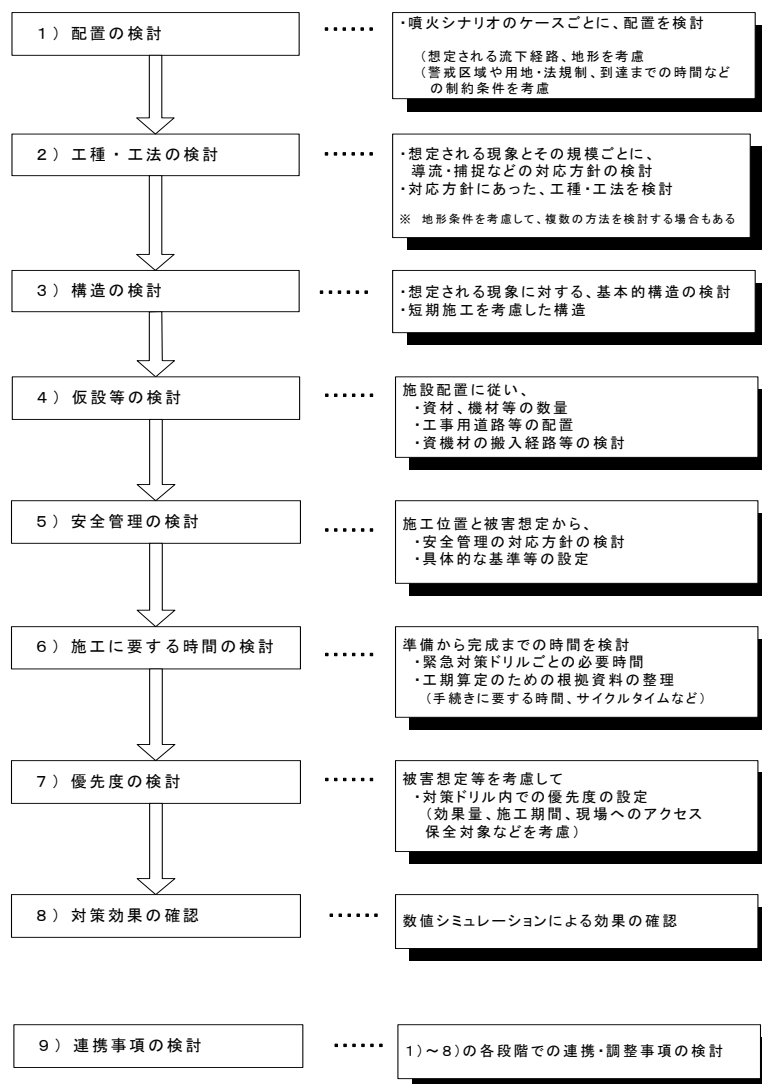 1）配置の検討
……
・噴火シナリオのケースごとに、配置を検討
（想定される流下経路、地形を考慮
（警戒区域や用地・法規制、到達までの時間など
の制約条件を考慮
2）工種・工法の検討
……
・想定される現象とその規模ごとに、
導流・捕捉などの対応方針の検討
・対応方針にあった、工種・工法を検討
※ 地形条件を考慮して、複数の方法を検討する場合もある
3）構造の検討
……
・想定される現象に対する、基本的構造の検討
・短期施工を考慮した構造
4）仮設等の検討
……
施設配置に従い、
・資材、機材等の数量
・工事用道路等の配置
・資機材の搬入経路等の検討
5）安全管理の検討
……
施工位置と被害想定から、
・安全管理の対応方針の検討
・具体的な基準等の設定
6）施工に要する時間の検討
……
準備から完成までの時間を検討
・緊急対策ドリルごとの必要時間
・工期算定のための根拠資料の整理
（手続きに要する時間、サイクルタイムなど）
7）優先度の検討
……
被害想定等を考慮して
・対策ドリル内での優先度の設定
（効果量、施工期間、現場へのアクセス
保全対象などを考慮）
8）対策効果の確認
……
数値シミュレーションによる効果の確認
9）連携事項の検討
……
1）～8）の各段階での連携・調整事項の検討